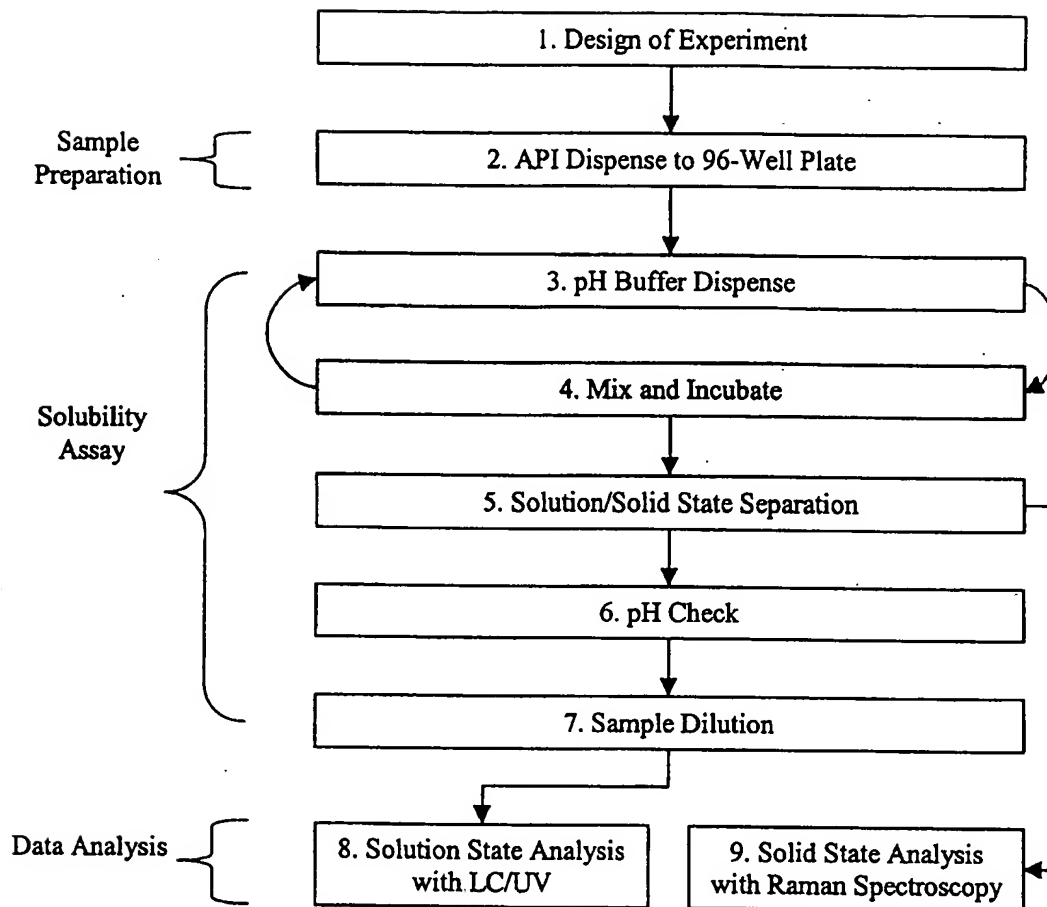 1. Design of Experiment
Sample
Preparation
2. API Dispense to 96-Well Plate
3. pH Buffer Dispense
4. Mix and Incubate
Solubility
Assay
5. Solution/Solid State Separation
6. pH Check
7. Sample Dilution
Data Analysis
8. Solution State Analysis
with LC/UV
9. Solid State Analysis
with Raman Spectroscopy